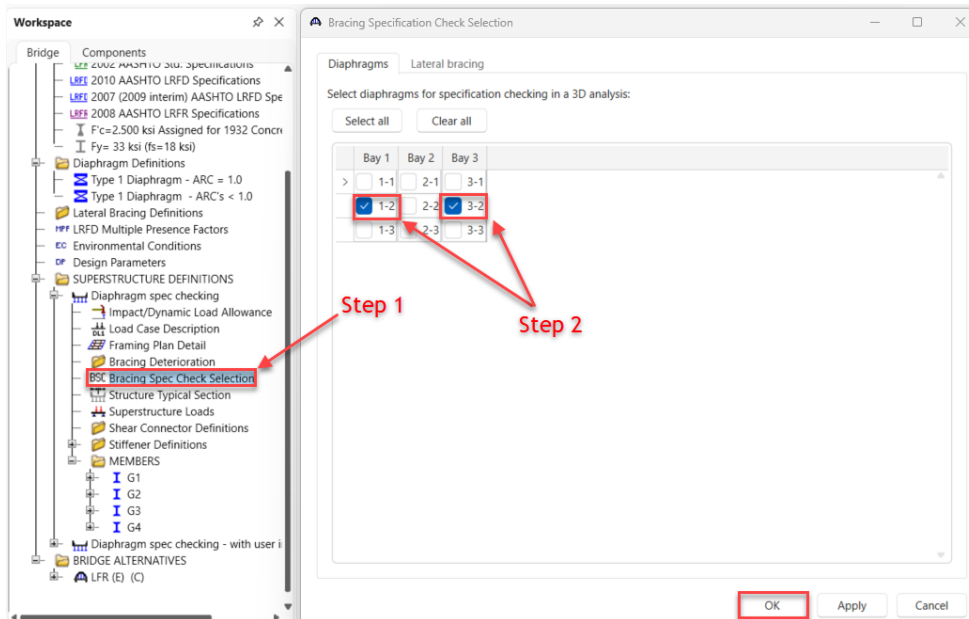 Workspace
Bridge Components
2002 AASHTO Std. Specifications
LRFD 2010 AASHTO LRFD Specifications
LRFD 2007 (2009 interim) AASHTO LRFD Spe
LRFR 2008 AASHTO LRFR Specifications
F'c=2.500 ksi Assigned for 1932 Concre
Fy= 33 ksi (fs=18 ksi)
Diaphragm Definitions
Type 1 Diaphragm - ARC = 1.0
Type 1 Diaphragm - ARC's < 1.0
Lateral Bracing Definitions
MPF LRFD Multiple Presence Factors
EC Environmental Conditions
DP Design Parameters
SUPERSTRUCTURE DEFINITIONS
Diaphragm spec checking
Impact/Dynamic Load Allowance
DL1 Load Case Description
Framing Plan Detail
Bracing Deterioration
BSC Bracing Spec Check Selection
Structure Typical Section
Superstructure Loads
Shear Connector Definitions
Stiffener Definitions
MEMBERS
G1
G2
G3
G4
Diaphragm spec checking - with user i
BRIDGE ALTERNATIVES
LFR (E) (C)
Step 1
Bracing Specification Check Selection
Diaphragms Lateral bracing
Select diaphragms for specification checking in a 3D analysis:
Select all Clear all
Bay 1 Bay 2 Bay 3
1-1 2-1 3-1
1-2 2-2 3-2
1-3 2-3 3-3
Step 2
OK Apply Cancel